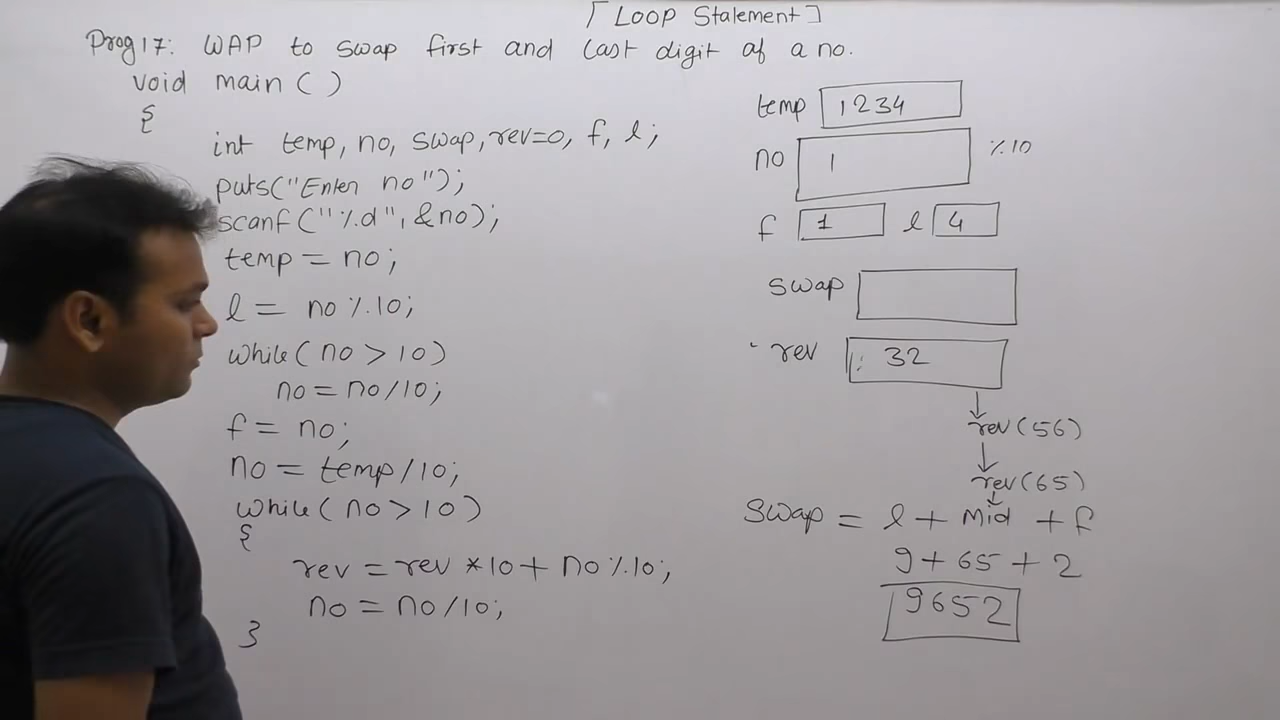 [Loop Statement]
Prog17: WAP to swap first and last digit of a no.
void main ( )
{
int temp, no, swap, rev=0, f, l;
puts("Enter no");
scanf ("%d", &no);
temp = no;
l = no %10;
while( no > 10 )
no = no/10;
f = no;
no = temp/10;
while( no > 10 )
{
rev = rev *10 + no %10;
no = no/10;
}
temp 1234
no 1 %10
f 1 l 4
swap
rev 32
rev (56)
rev (65)
swap = l + mid + f
9 + 65 + 2
9652